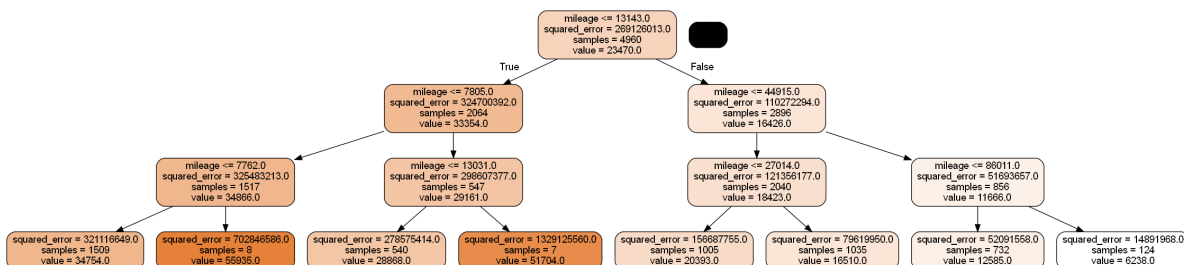 mileage <= 13143.0
squared_error = 269126013.0
samples = 4960
value = 23470.0
True
False
mileage <= 7805.0
squared_error = 324700392.0
samples = 2064
value = 33354.0
mileage <= 44915.0
squared_error = 110272294.0
samples = 2896
value = 16426.0
mileage <= 7762.0
squared_error = 325483213.0
samples = 1517
value = 34866.0
mileage <= 13031.0
squared_error = 298607377.0
samples = 547
value = 29161.0
mileage <= 27014.0
squared_error = 121356177.0
samples = 2040
value = 18423.0
mileage <= 86011.0
squared_error = 51693657.0
samples = 856
value = 11666.0
squared_error = 321116649.0
samples = 1509
value = 34754.0
squared_error = 702846586.0
samples = 8
value = 55935.0
squared_error = 278575414.0
samples = 540
value = 28868.0
squared_error = 1329125560.0
samples = 7
value = 51704.0
squared_error = 156687755.0
samples = 1005
value = 20393.0
squared_error = 79619950.0
samples = 1035
value = 16510.0
squared_error = 52091558.0
samples = 732
value = 12585.0
squared_error = 14891968.0
samples = 124
value = 6238.0